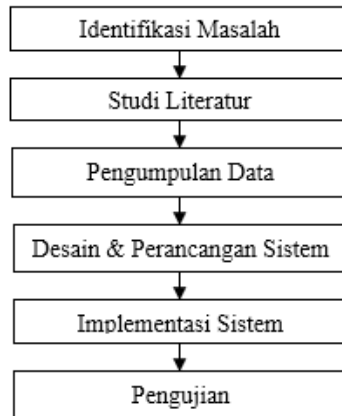 Identifikasi Masalah
Studi Literatur
Pengumpulan Data
Desain & Perancangan Sistem
Implementasi Sistem
Pengujian